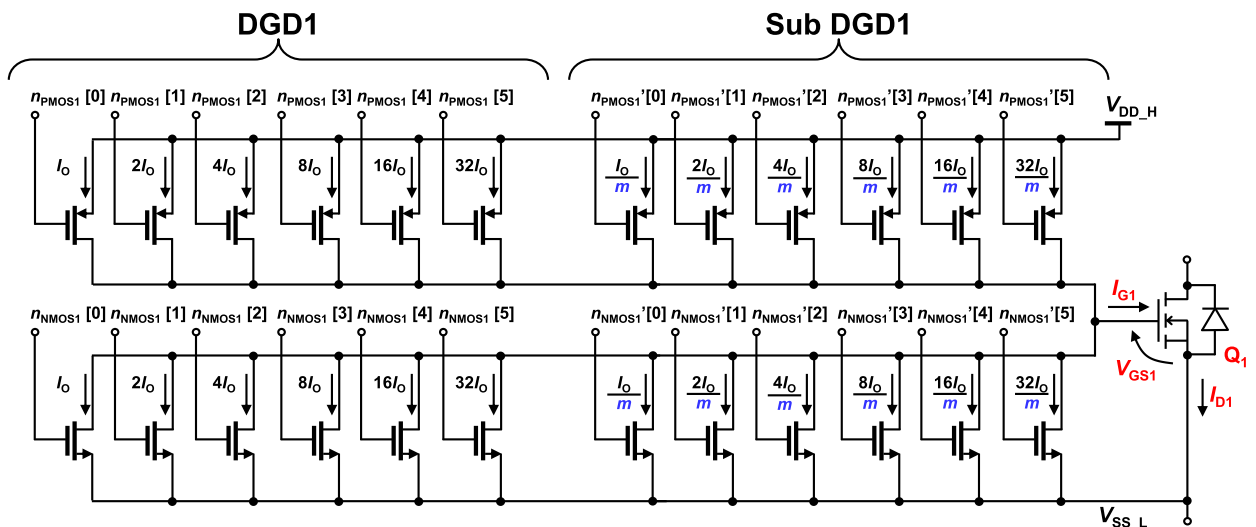 DGD1 Sub DGD1
nPMOS1 [0] nPMOS1 [1] nPMOS1 [2] nPMOS1 [3] nPMOS1 [4] nPMOS1 [5] nPMOS1'[0] nPMOS1'[1] nPMOS1'[2] nPMOS1'[3] nPMOS1'[4] nPMOS1'[5]
VDD_H
IO 2IO 4IO 8IO 16IO 32IO IO/m 2IO/m 4IO/m 8IO/m 16IO/m 32IO/m
IG1
nNMOS1 [0] nNMOS1 [1] nNMOS1 [2] nNMOS1 [3] nNMOS1 [4] nNMOS1 [5] nNMOS1'[0] nNMOS1'[1] nNMOS1'[2] nNMOS1'[3] nNMOS1'[4] nNMOS1'[5]
VGS1 Q1
IO 2IO 4IO 8IO 16IO 32IO IO/m 2IO/m 4IO/m 8IO/m 16IO/m 32IO/m
ID1
VSS_L